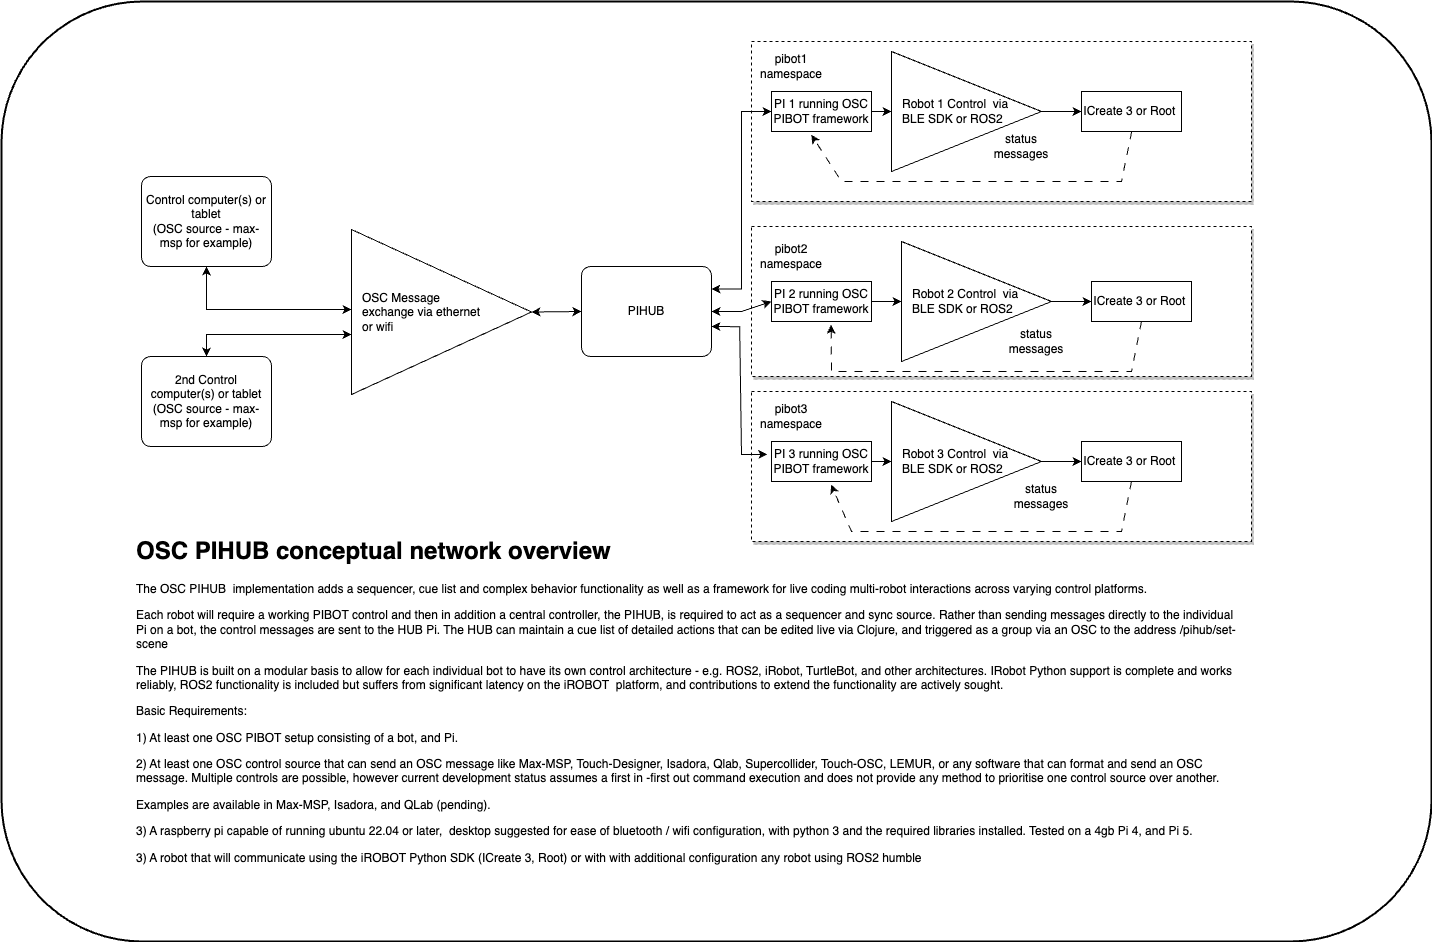 pibot1
namespace
PI 1 running OSC
PIBOT framework
Robot 1 Control  via
BLE SDK or ROS2
ICreate 3 or Root
status
messages
Control computer(s) or
tablet
(OSC source - max-
msp for example)
OSC Message
exchange via ethernet
or wifi
PIHUB
pibot2
namespace
PI 2 running OSC
PIBOT framework
Robot 2 Control  via
BLE SDK or ROS2
ICreate 3 or Root
status
messages
2nd Control
computer(s) or tablet
(OSC source - max-
msp for example)
pibot3
namespace
PI 3 running OSC
PIBOT framework
Robot 3 Control  via
BLE SDK or ROS2
ICreate 3 or Root
status
messages
OSC PIHUB conceptual network overview
The OSC PIHUB  implementation adds a sequencer, cue list and complex behavior functionality as well as a framework for live coding multi-robot interactions across varying control platforms.
Each robot will require a working PIBOT control and then in addition a central controller, the PIHUB, is required to act as a sequencer and sync source. Rather than sending messages directly to the individual
Pi on a bot, the control messages are sent to the HUB Pi. The HUB can maintain a cue list of detailed actions that can be edited live via Clojure, and triggered as a group via an OSC to the address /pihub/set-
scene
The PIHUB is built on a modular basis to allow for each individual bot to have its own control architecture - e.g. ROS2, iRobot, TurtleBot, and other architectures. IRobot Python support is complete and works
reliably, ROS2 functionality is included but suffers from significant latency on the iROBOT  platform, and contributions to extend the functionality are actively sought.
Basic Requirements:
1) At least one OSC PIBOT setup consisting of a bot, and Pi.
2) At least one OSC control source that can send an OSC message like Max-MSP, Touch-Designer, Isadora, Qlab, Supercollider, Touch-OSC, LEMUR, or any software that can format and send an OSC
message. Multiple controls are possible, however current development status assumes a first in -first out command execution and does not provide any method to prioritise one control source over another.
Examples are available in Max-MSP, Isadora, and QLab (pending).
3) A raspberry pi capable of running ubuntu 22.04 or later,  desktop suggested for ease of bluetooth / wifi configuration, with python 3 and the required libraries installed. Tested on a 4gb Pi 4, and Pi 5.
3) A robot that will communicate using the iROBOT Python SDK (ICreate 3, Root) or with with additional configuration any robot using ROS2 humble